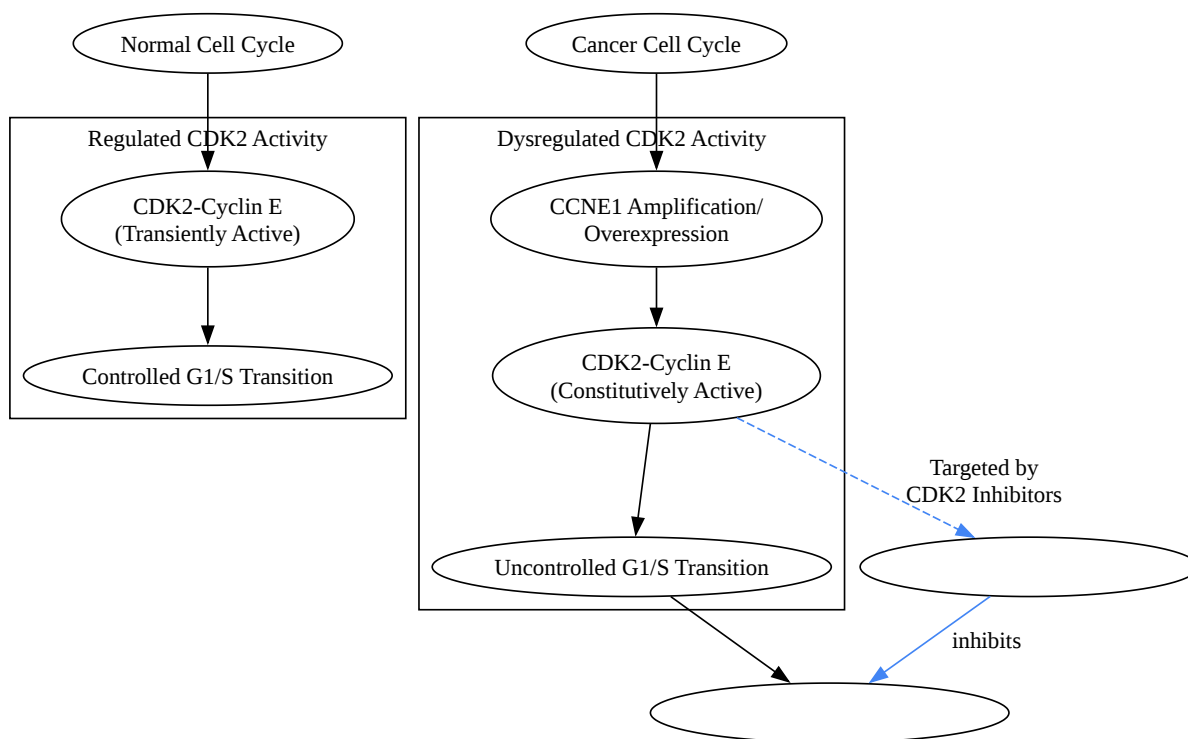 Normal Cell Cycle
Cancer Cell Cycle
Regulated CDK2 Activity
CDK2-Cyclin E
(Transiently Active)
Controlled G1/S Transition
Dysregulated CDK2 Activity
CCNE1 Amplification/
Overexpression
CDK2-Cyclin E
(Constitutively Active)
Uncontrolled G1/S Transition
Targeted by
CDK2 Inhibitors
inhibits